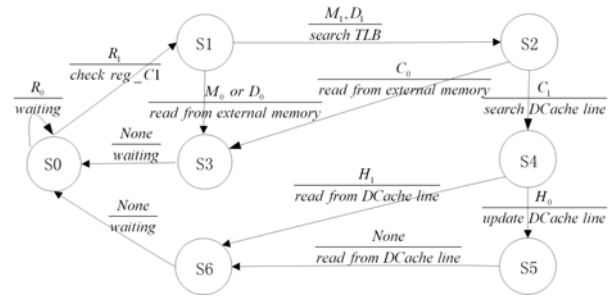 M₁, D₁
search TLB
S1
S2
R₁
check reg_C1
R₀
waiting
C₀
read from external memory
M₀ or D₀
read from external memory
C₁
search DCache line
None
waiting
S0
S3
S4
H₁
read from DCache line
H₀
update DCache line
None
waiting
None
read from DCache line
S6
S5